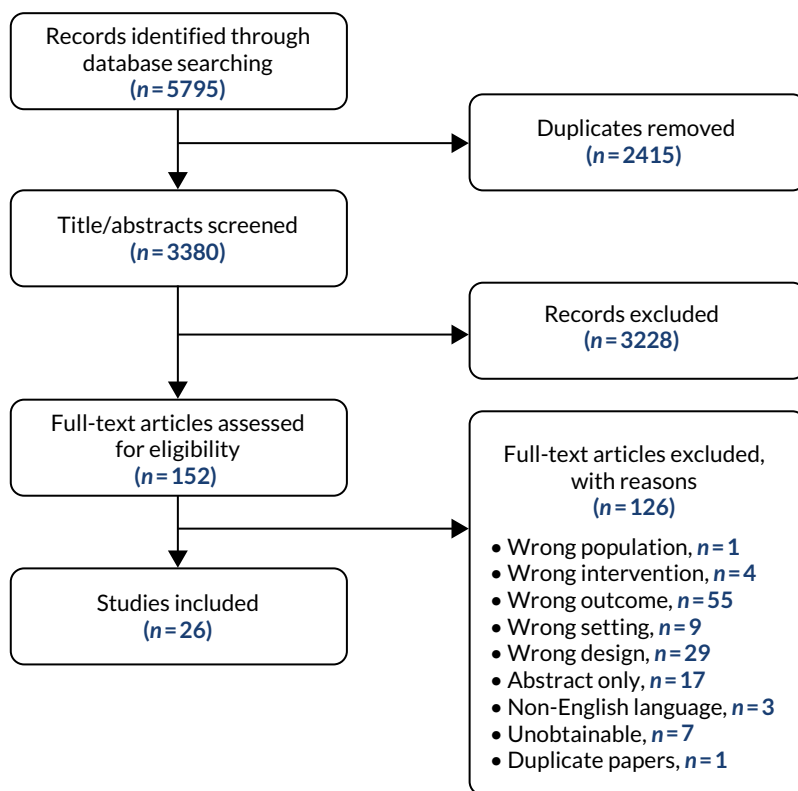 Records identified through
database searching
(n=5795)
Duplicates removed
(n=2415)
Title/abstracts screened
(n=3380)
Records excluded
(n=3228)
Full-text articles assessed
for eligibility
(n=152)
Full-text articles excluded,
with reasons
(n=126)
• Wrong population, n=1
• Wrong intervention, n=4
• Wrong outcome, n=55
• Wrong setting, n=9
• Wrong design, n=29
• Abstract only, n=17
• Non-English language, n=3
• Unobtainable, n=7
• Duplicate papers, n=1
Studies included
(n=26)